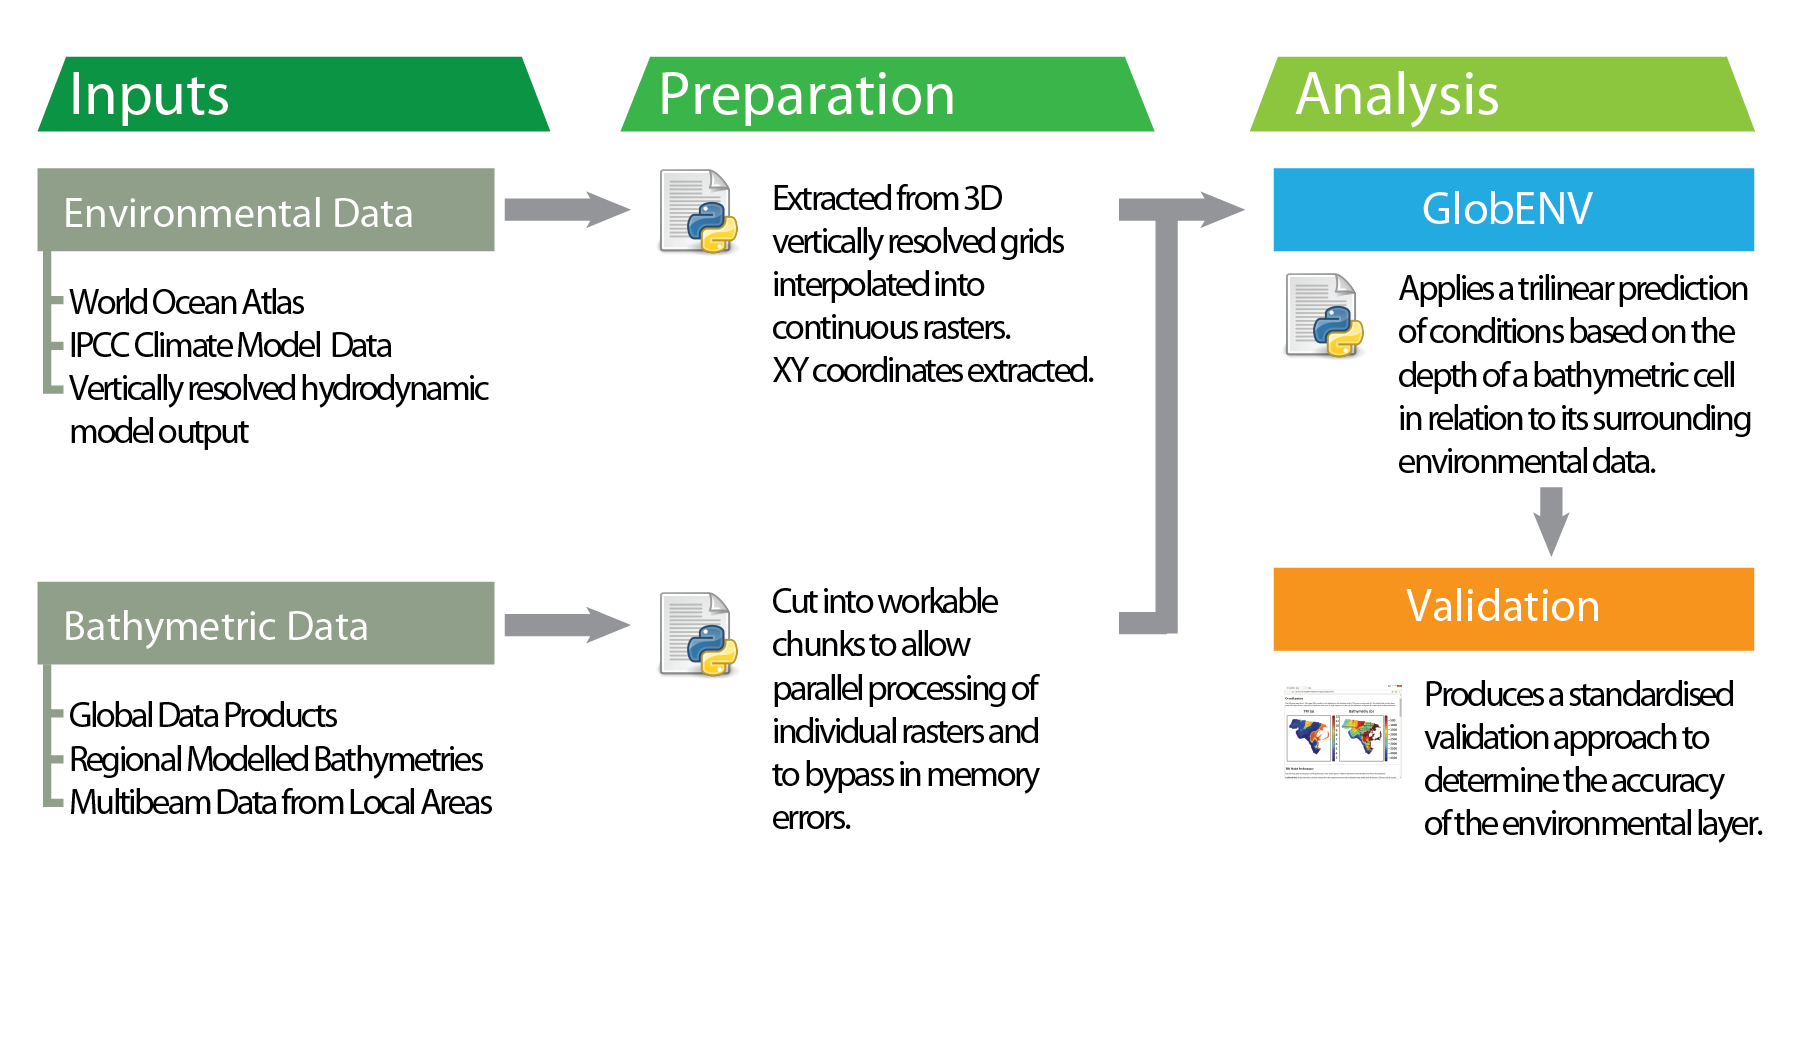 Inputs
Preparation
Analysis
Environmental Data
World Ocean Atlas
IPCC Climate Model Data
Vertically resolved hydrodynamic
model output
Extracted from 3D
vertically resolved grids
interpolated into
continuous rasters.
XY coordinates extracted.
GlobENV
Applies a trilinear prediction
of conditions based on the
depth of a bathymetric cell
in relation to its surrounding
environmental data.
Bathymetric Data
Global Data Products
Regional Modelled Bathymetries
Multibeam Data from Local Areas
Cut into workable
chunks to allow
parallel processing of
individual rasters and
to bypass in memory
errors.
Validation
Produces a standardised
validation approach to
determine the accuracy
of the environmental layer.